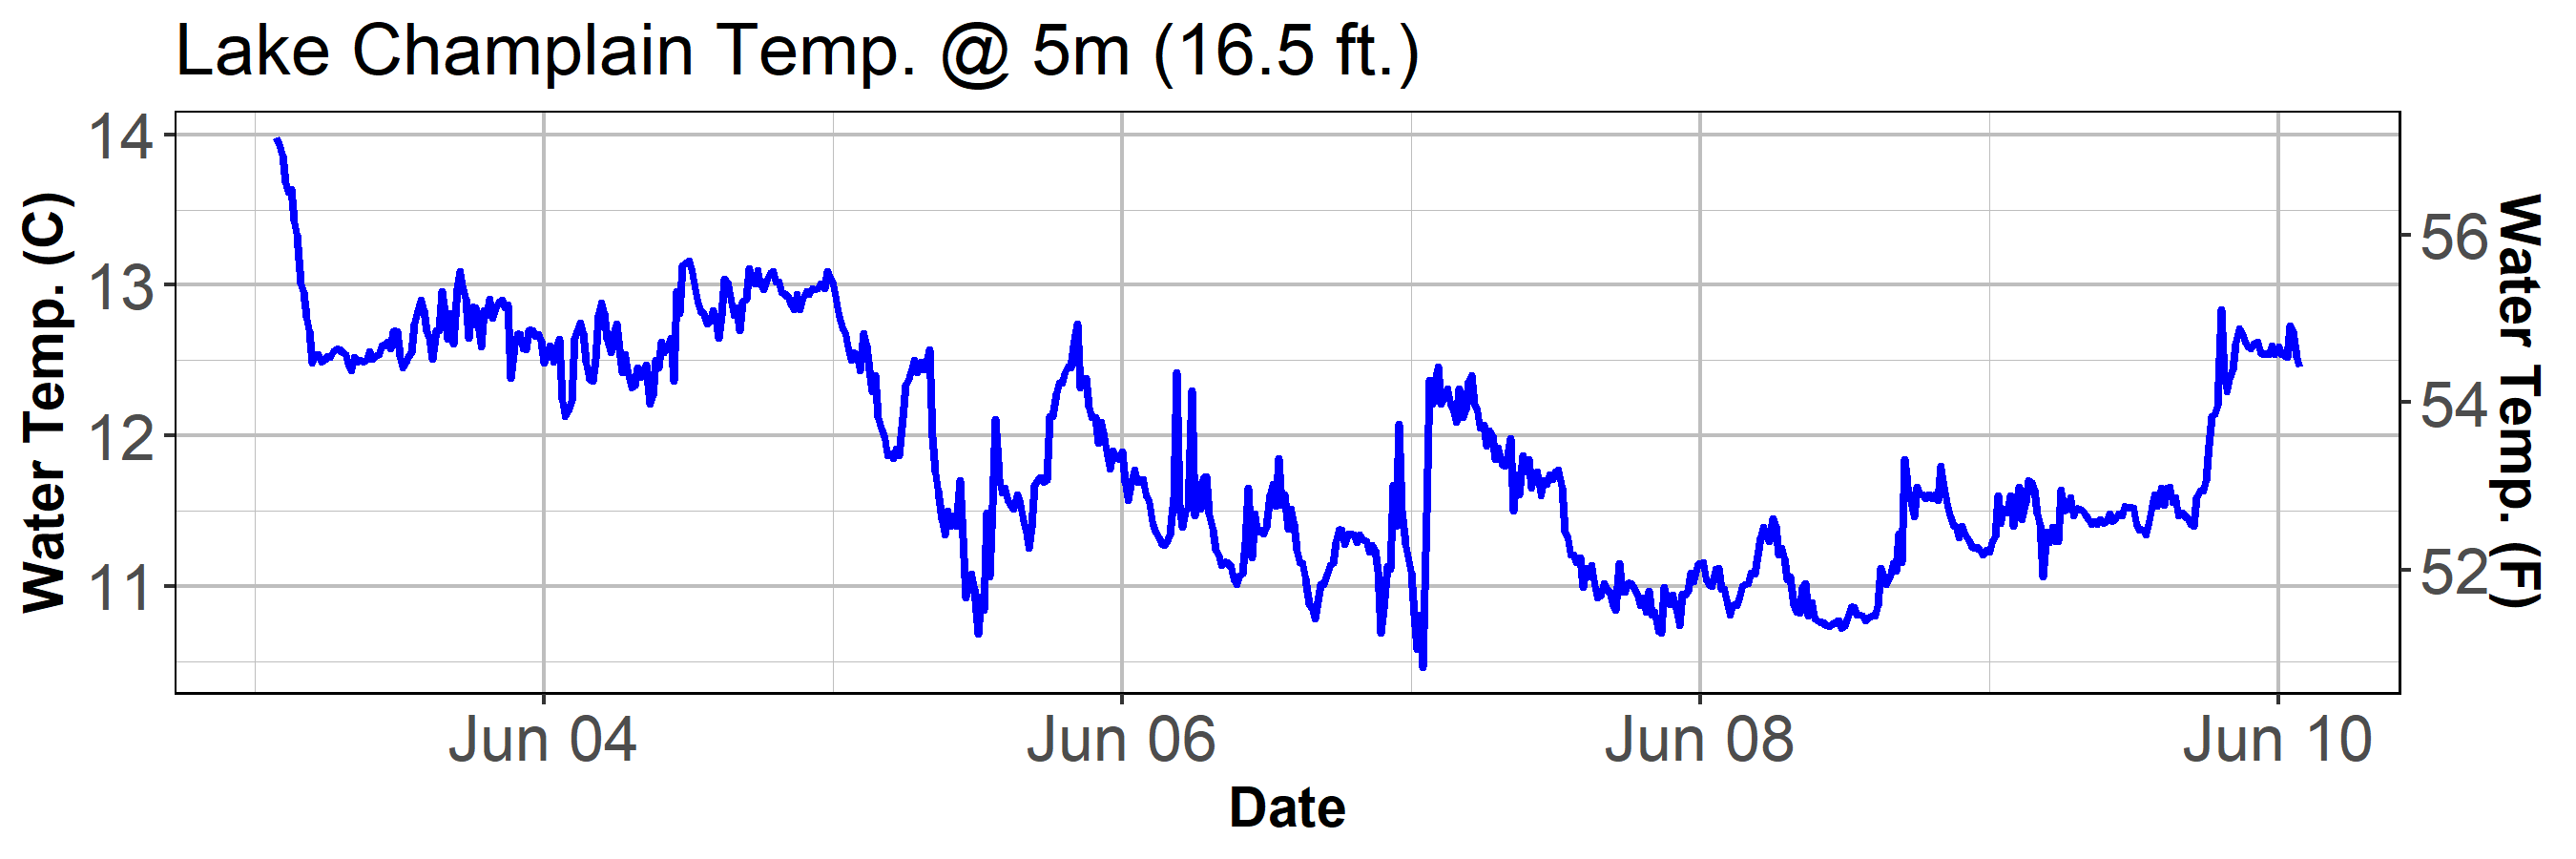 Lake Champlain Temp. @ 5m (16.5 ft.)
Water Temp. (C)
14
13
12
11
56
54
52
Water Temp. (F)
Jun 04
Jun 06
Jun 08
Jun 10
Date